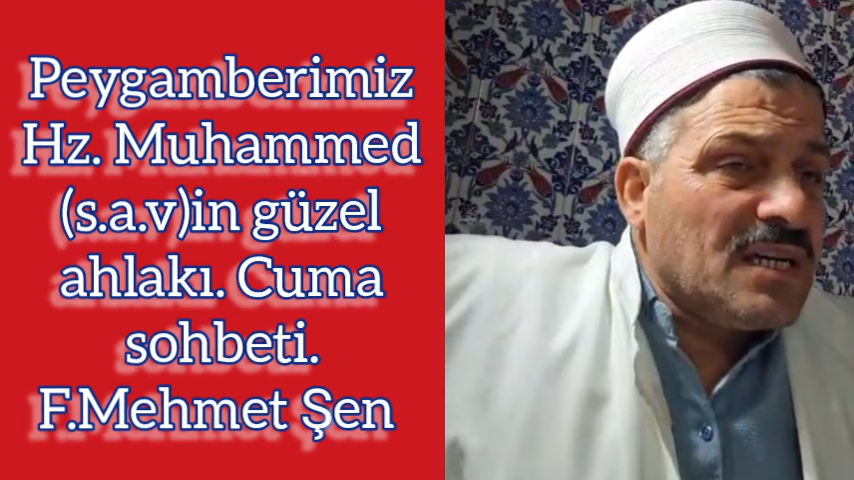 Peygamberimiz
Hz. Muhammed
(s.a.v)in güzel
ahlakı. Cuma
sohbeti.
F.Mehmet Şen